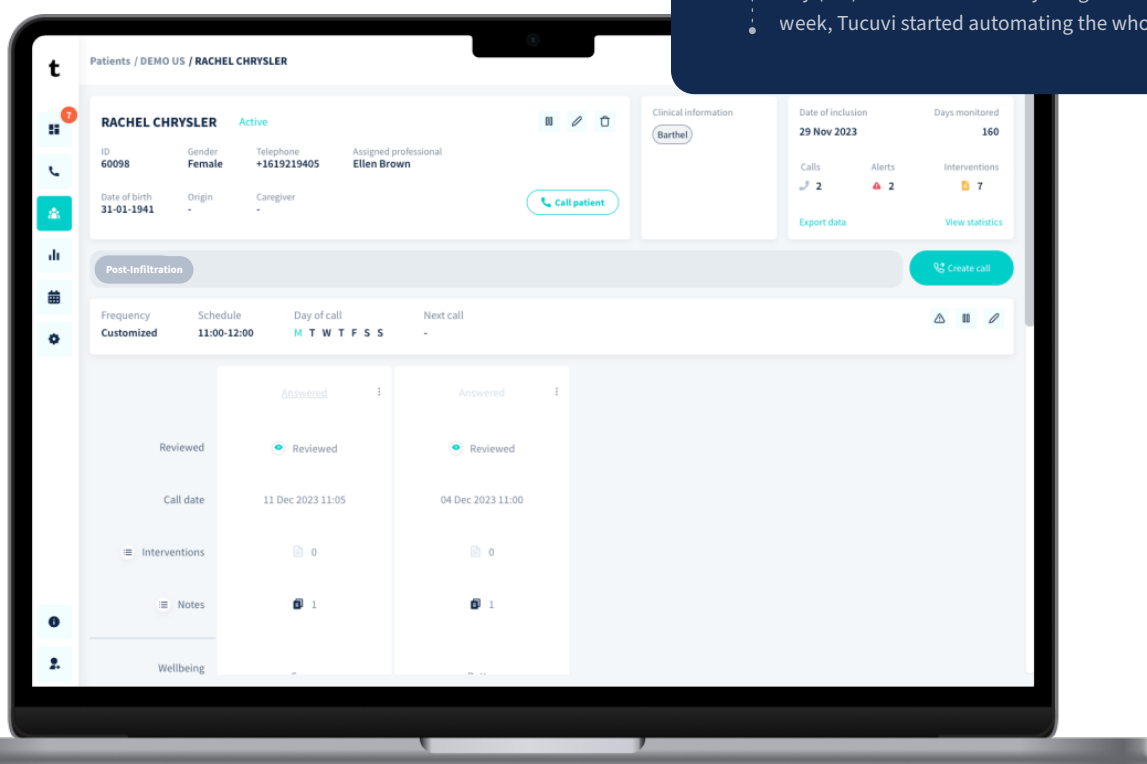 week, Tucuvi started automating the who
t
Patients / DEMO US / RACHEL CHRYSLER
7
RACHEL CHRYSLER Active
ID Gender Telephone Assigned professional
60098 Female +1619219405 Ellen Brown
Date of birth Origin Caregiver
31-01-1941 - -
Call patient
Clinical information
Barthel
Date of inclusion Days monitored
29 Nov 2023 160
Calls Alerts Interventions
2 2 7
Export data View statistics
Post-Infiltration
Create call
Frequency Schedule Day of call Next call
Customized 11:00-12:00 M T W T F S S -
Answered Answered
Reviewed Reviewed Reviewed
Call date 11 Dec 2023 11:05 04 Dec 2023 11:00
Interventions 0 0
Notes 1 1
Wellbeing